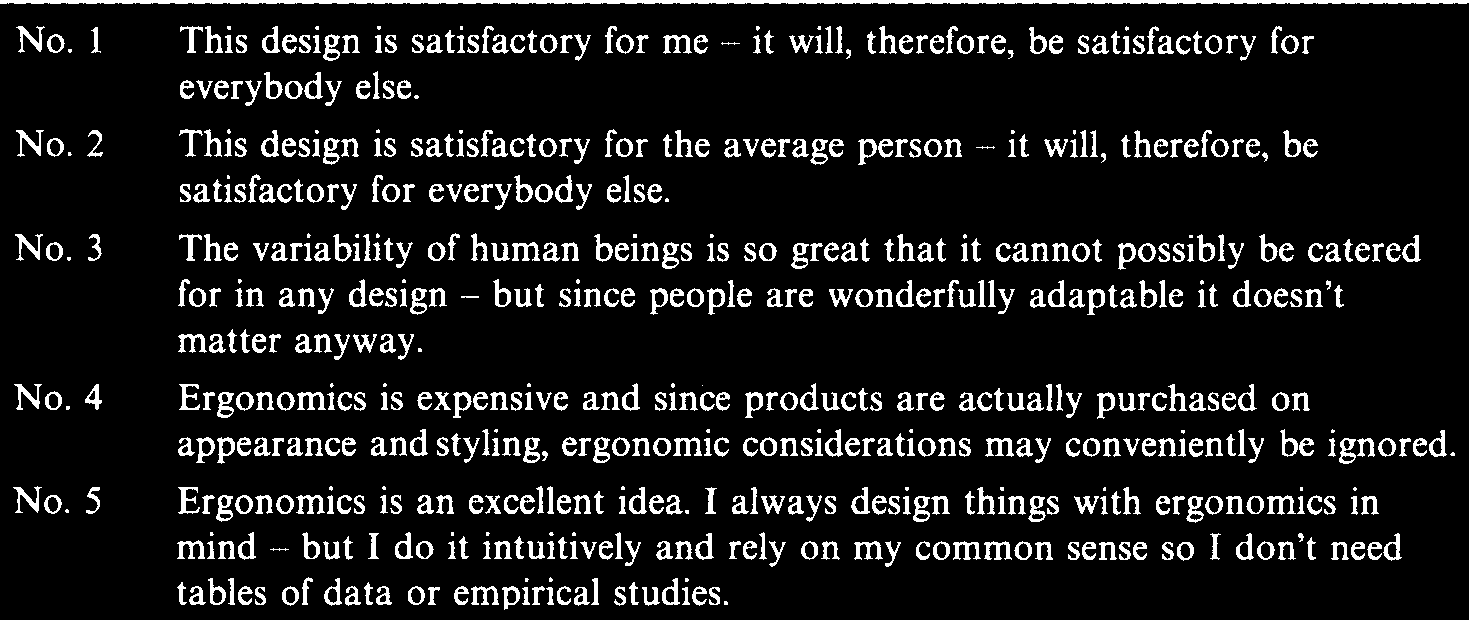 No. 1 This design is satisfactory for me – it will, therefore, be satisfactory for
everybody else.
No. 2 This design is satisfactory for the average person – it will, therefore, be
satisfactory for everybody else.
No. 3 The variability of human beings is so great that it cannot possibly be catered
for in any design – but since people are wonderfully adaptable it doesn't
matter anyway.
No. 4 Ergonomics is expensive and since products are actually purchased on
appearance and styling, ergonomic considerations may conveniently be ignored.
No. 5 Ergonomics is an excellent idea. I always design things with ergonomics in
mind – but I do it intuitively and rely on my common sense so I don't need
tables of data or empirical studies.